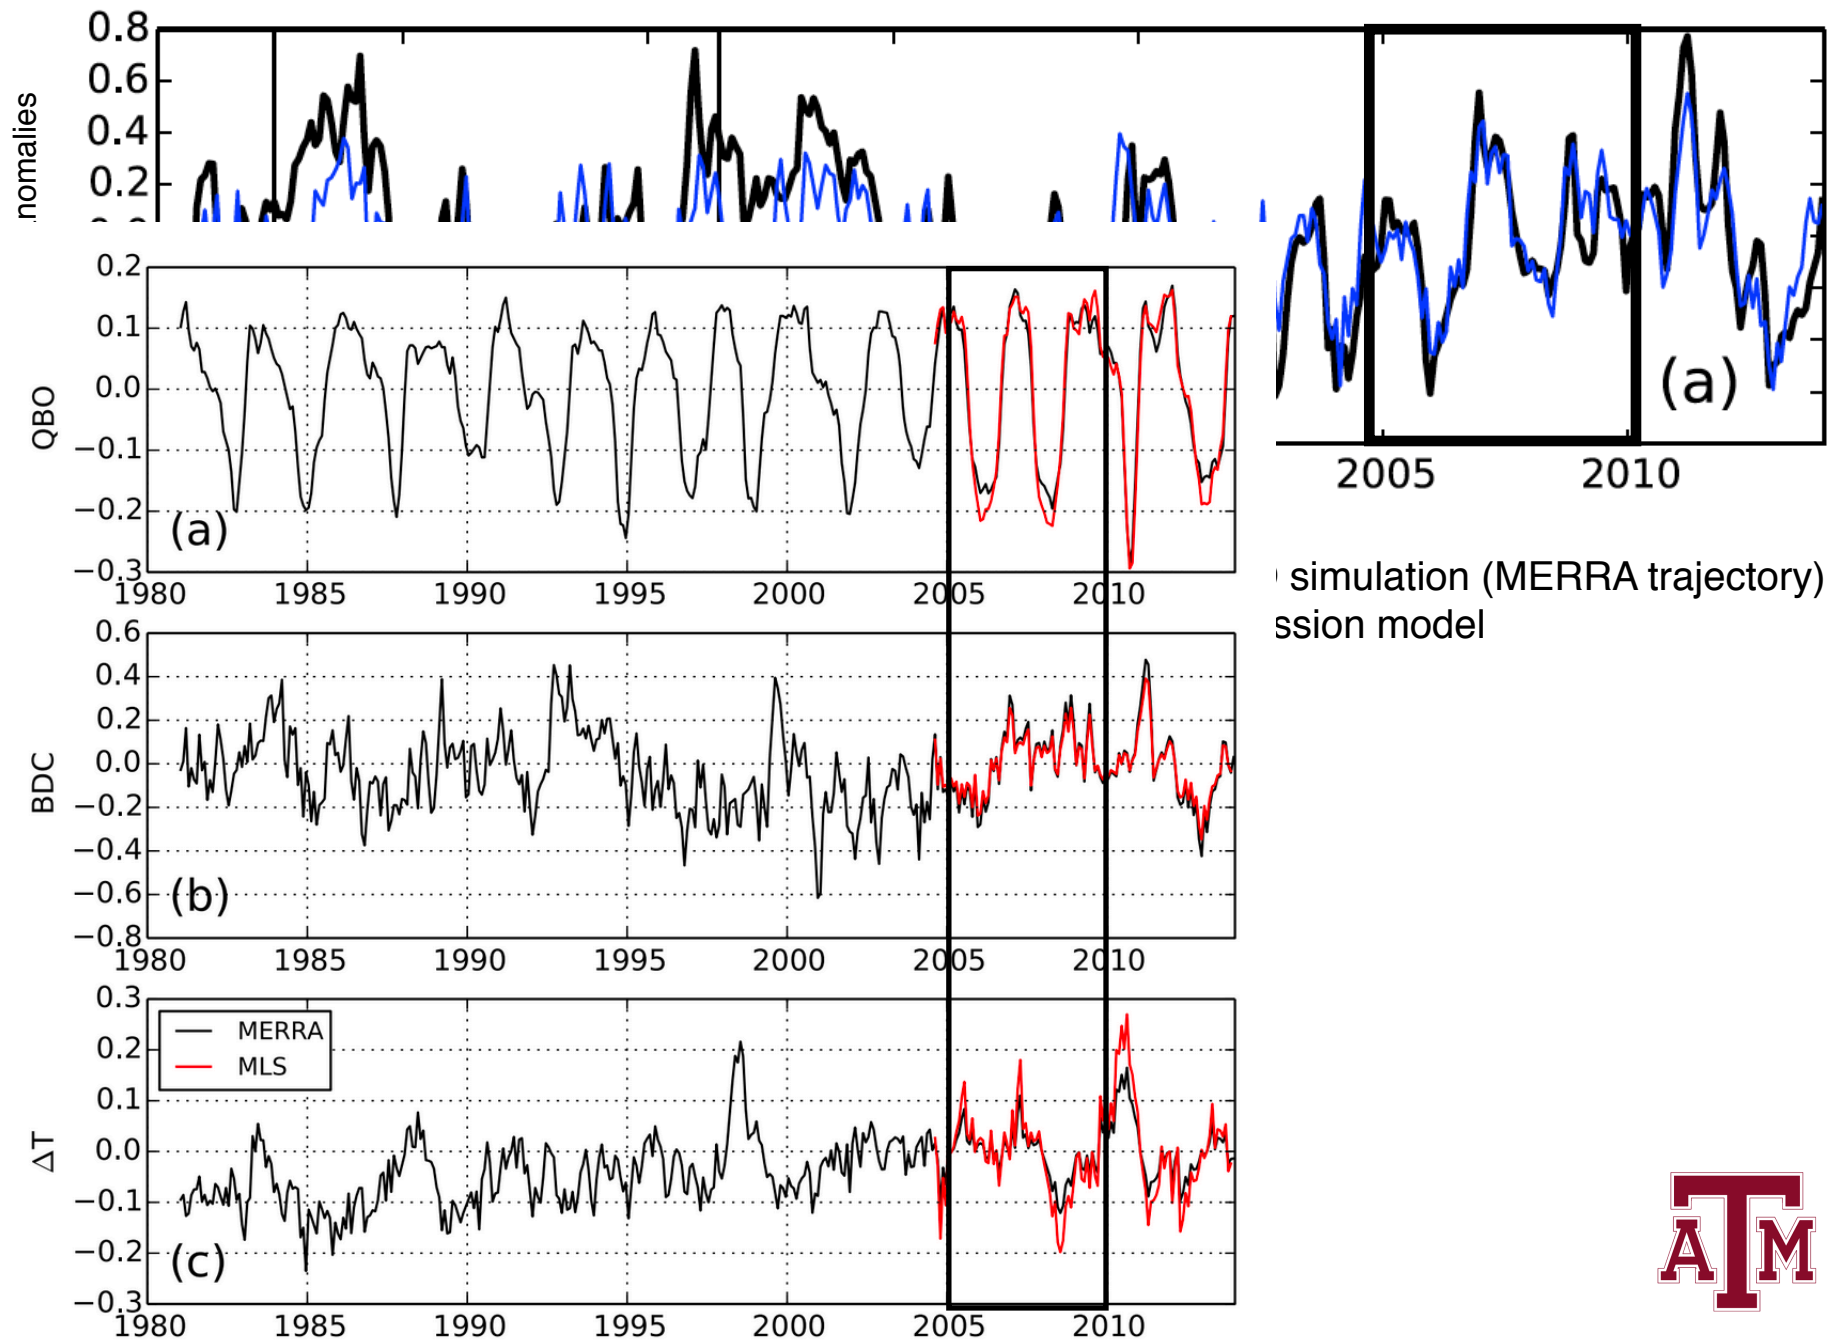 0.8
0.6
0.4
0.2
nomalies
2005 2010
(a)
simulation (MERRA trajectory)
ssion model
0.2
0.1
0.0
−0.1
−0.2
−0.3
QBO
(a)
1980 1985 1990 1995 2000 2005 2010
0.6
0.4
0.2
0.0
−0.2
−0.4
−0.6
−0.8
BDC
(b)
1980 1985 1990 1995 2000 2005 2010
0.3
0.2
0.1
0.0
−0.1
−0.2
−0.3
ΔT
MERRA
MLS
(c)
1980 1985 1990 1995 2000 2005 2010
ATM